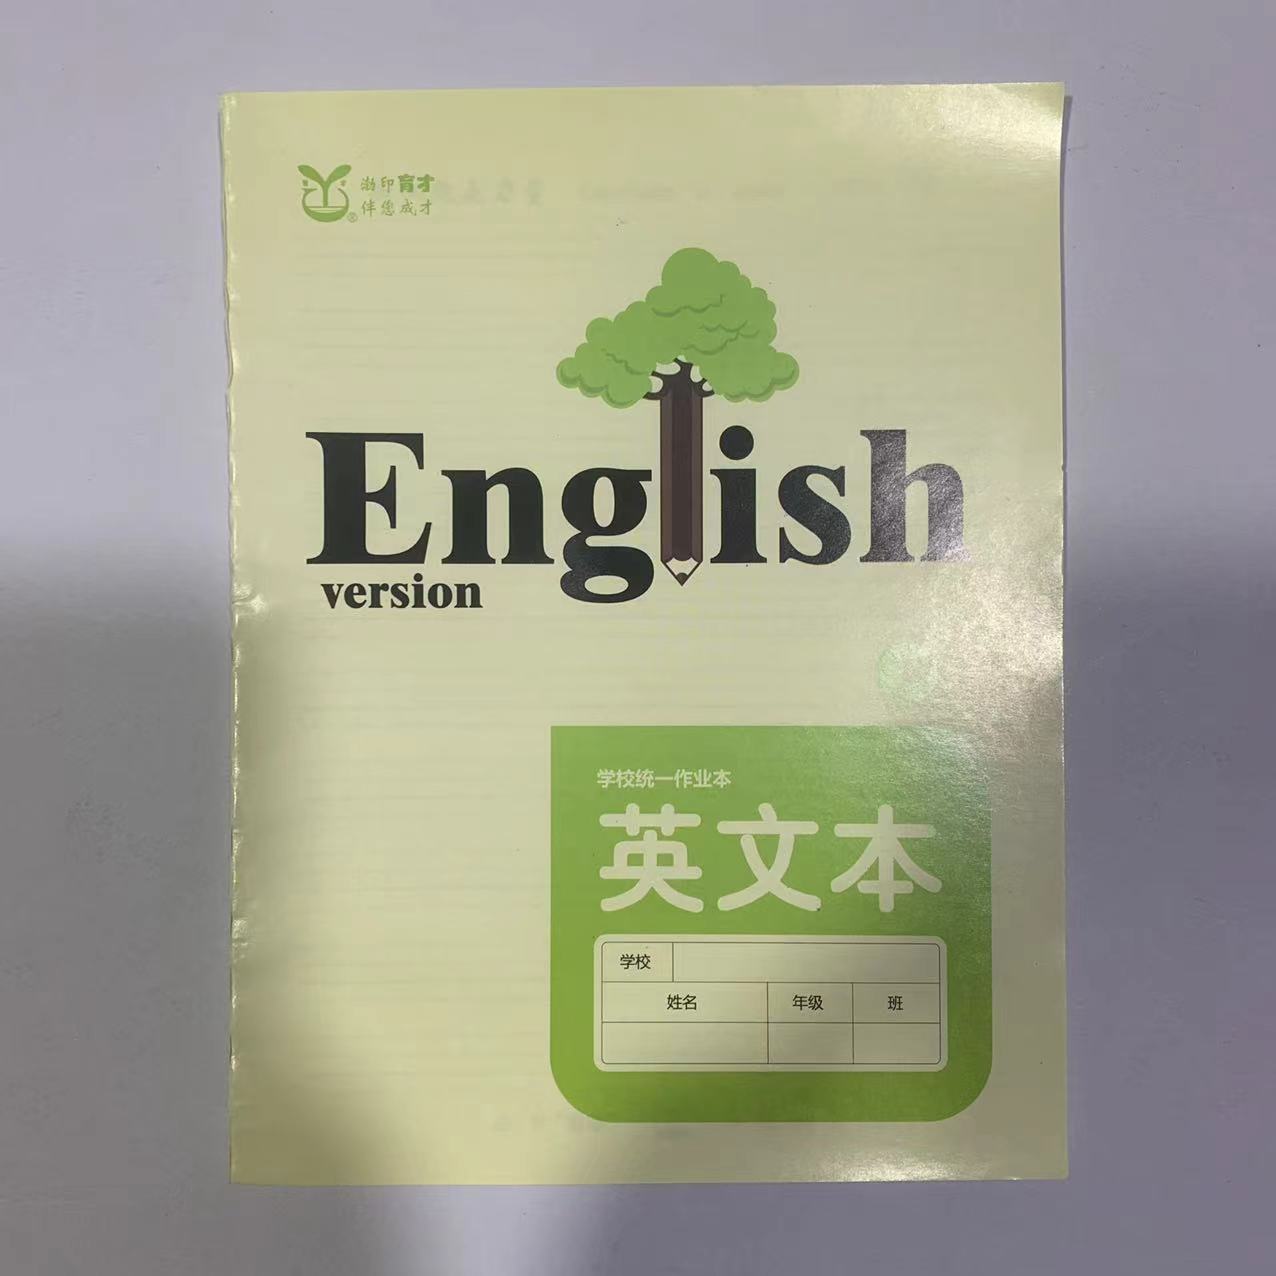 渤印育才
伴您成才
English
version
学校统一作业本
英文本
学校
姓名 年级 班